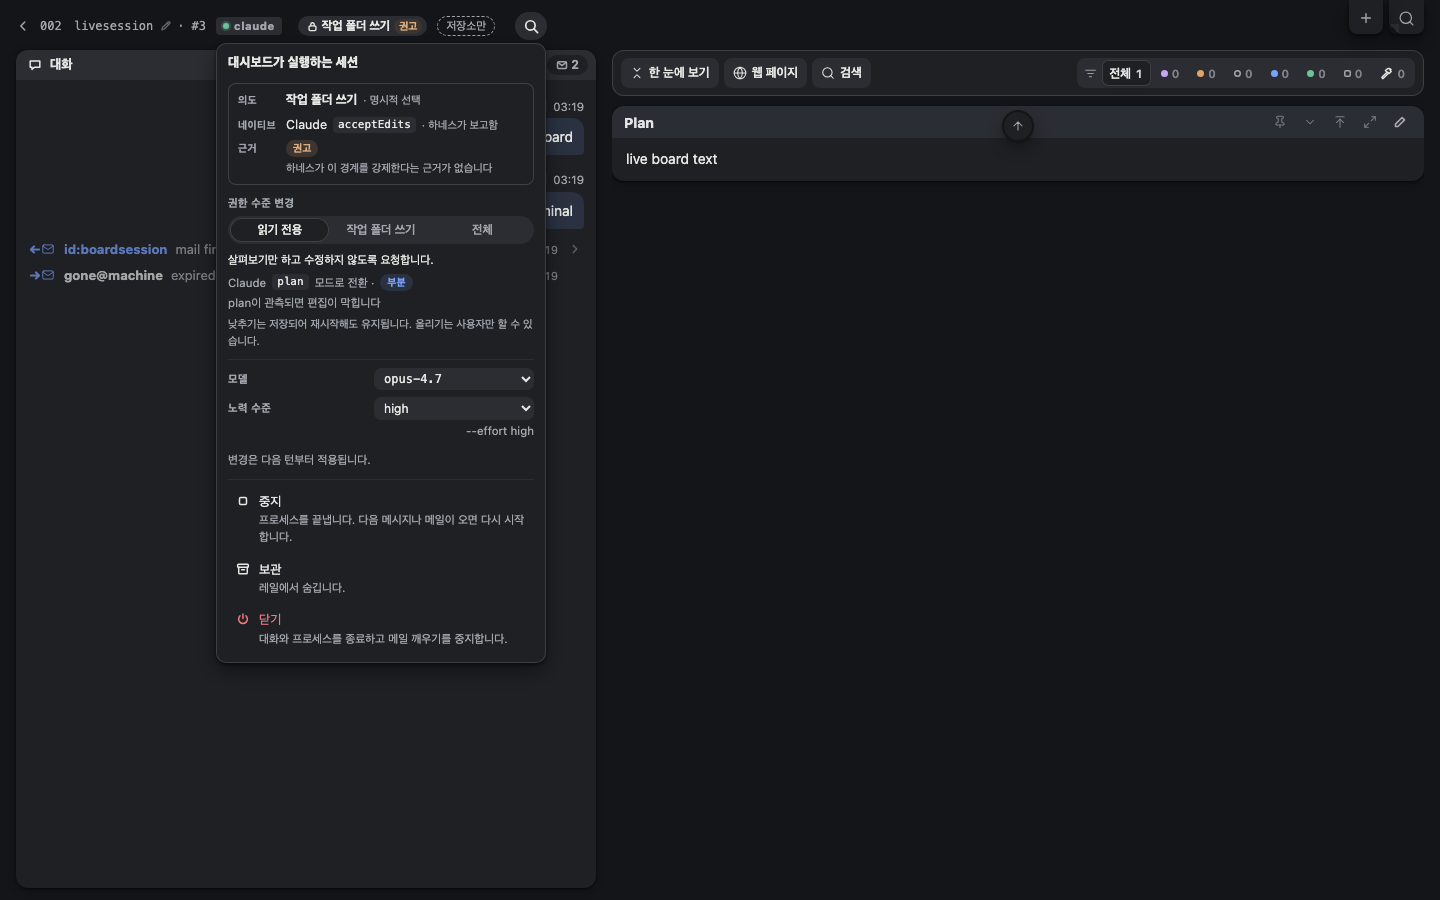 002 livesession · #3 claude 작업 폴더 쓰기 권고 저장소만
대화
2
대시보드가 실행하는 세션
의도 작업 폴더 쓰기 · 명시적 선택
네이티브 Claude acceptEdits · 하네스가 보고함
근거 권고
하네스가 이 경계를 강제한다는 근거가 없습니다
권한 수준 변경
읽기 전용 작업 폴더 쓰기 전체
살펴보기만 하고 수정하지 않도록 요청합니다.
Claude plan 모드로 전환 · 부분
plan이 관측되면 편집이 막힙니다
낮추기는 저장되어 재시작해도 유지됩니다. 올리기는 사용자만 할 수 있
습니다.
모델 opus-4.7
노력 수준 high
--effort high
변경은 다음 턴부터 적용됩니다.
중지
프로세스를 끝냅니다. 다음 메시지나 메일이 오면 다시 시작
합니다.
보관
레일에서 숨깁니다.
닫기
대화와 프로세스를 종료하고 메일 깨우기를 중지합니다.
03:19
03:19
id:boardsession mail
gone@machine expired
한 눈에 보기 웹 페이지 검색
전체 1 0 0 0 0 0 0 0
Plan
live board text